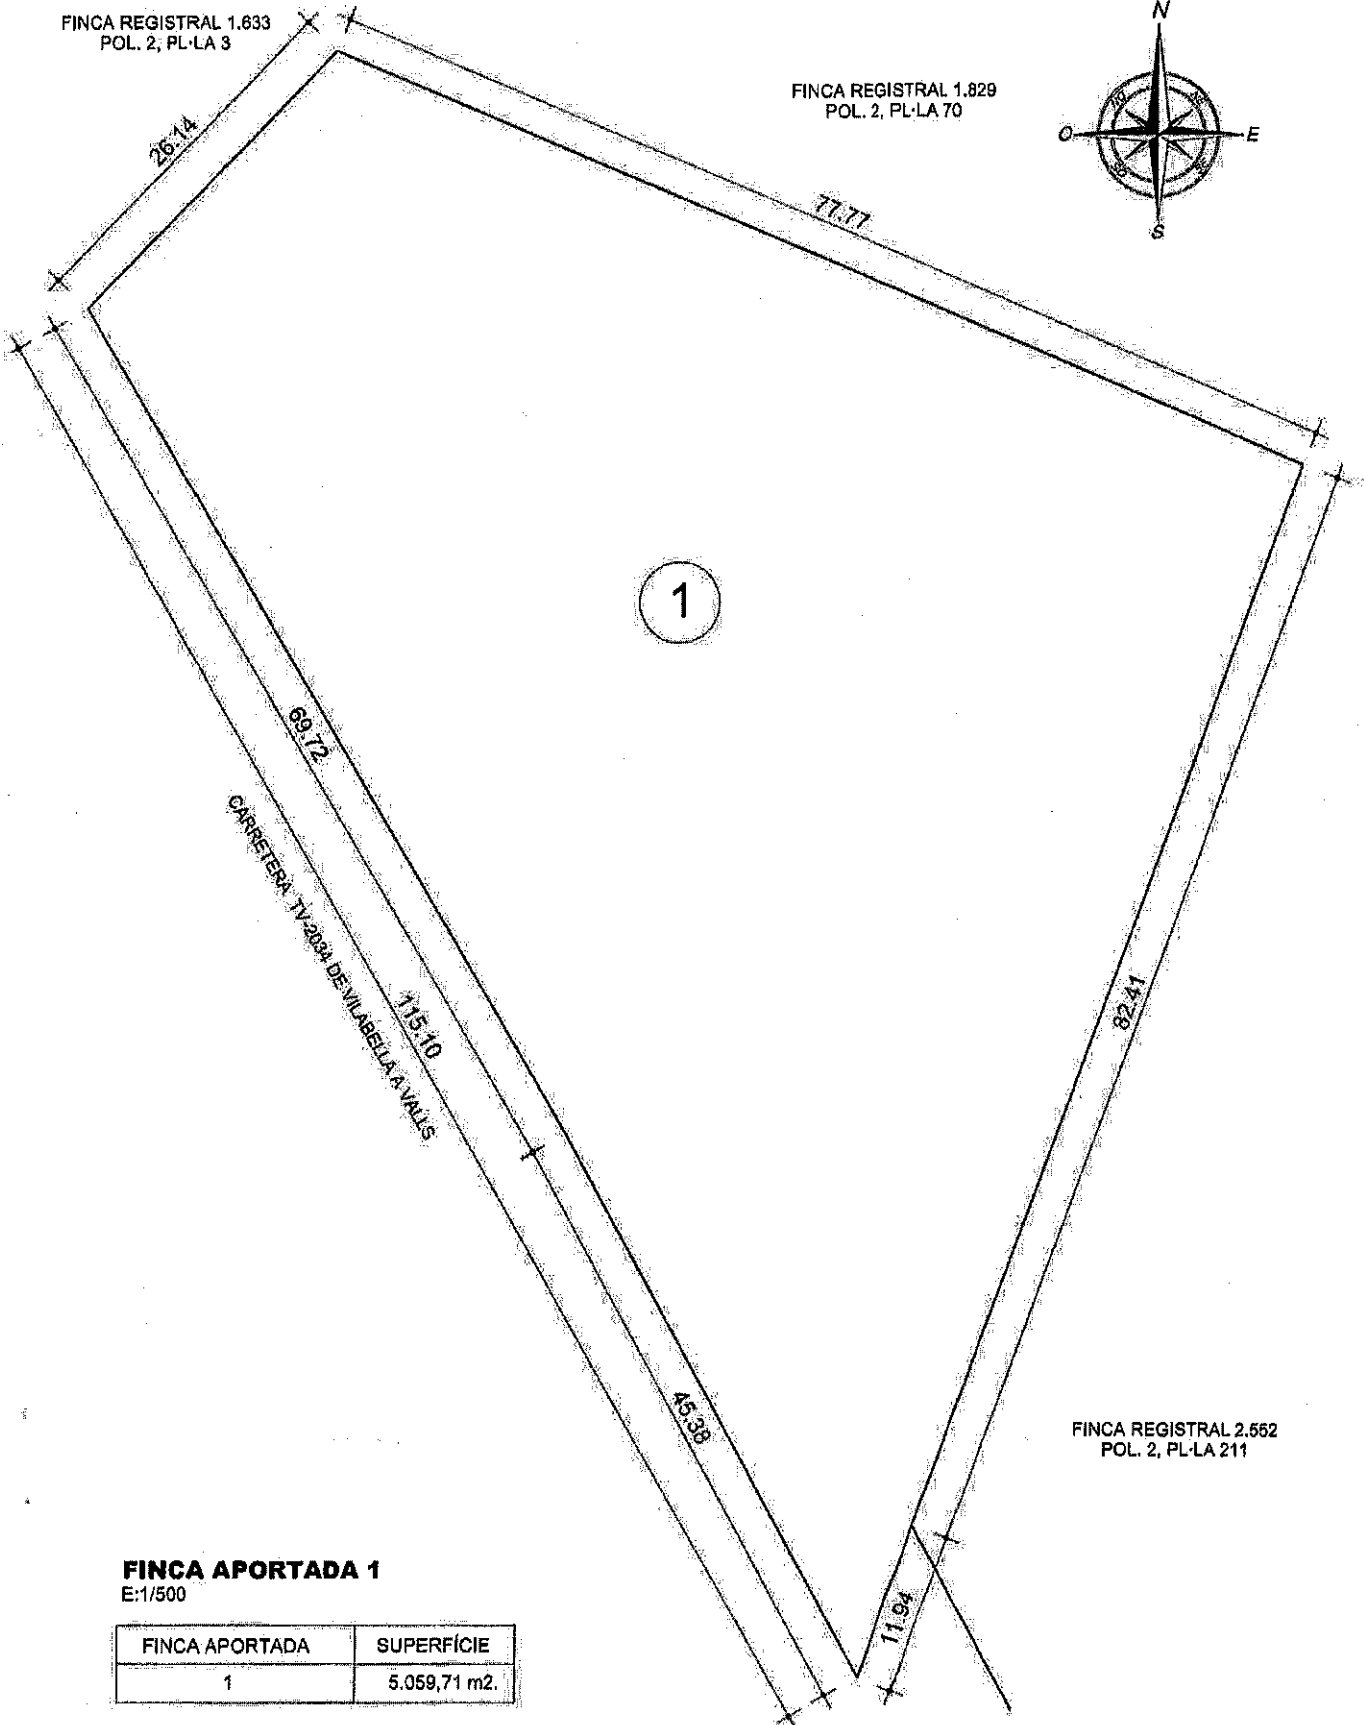 FINCA REGISTRAL 1.633
POL. 2, PL·LA 3
N
FINCA REGISTRAL 1.829
POL. 2, PL·LA 70
O
E
S
26.14
77.77
1
69.72
CARRETERA TV-2034 DE VILABELLA A VALLS
115.10
82.41
45.38
FINCA REGISTRAL 2.552
POL. 2, PL·LA 211
11.94
FINCA APORTADA 1
E:1/500
FINCA APORTADA SUPERFÍCIE
1 5.059,71 m2.